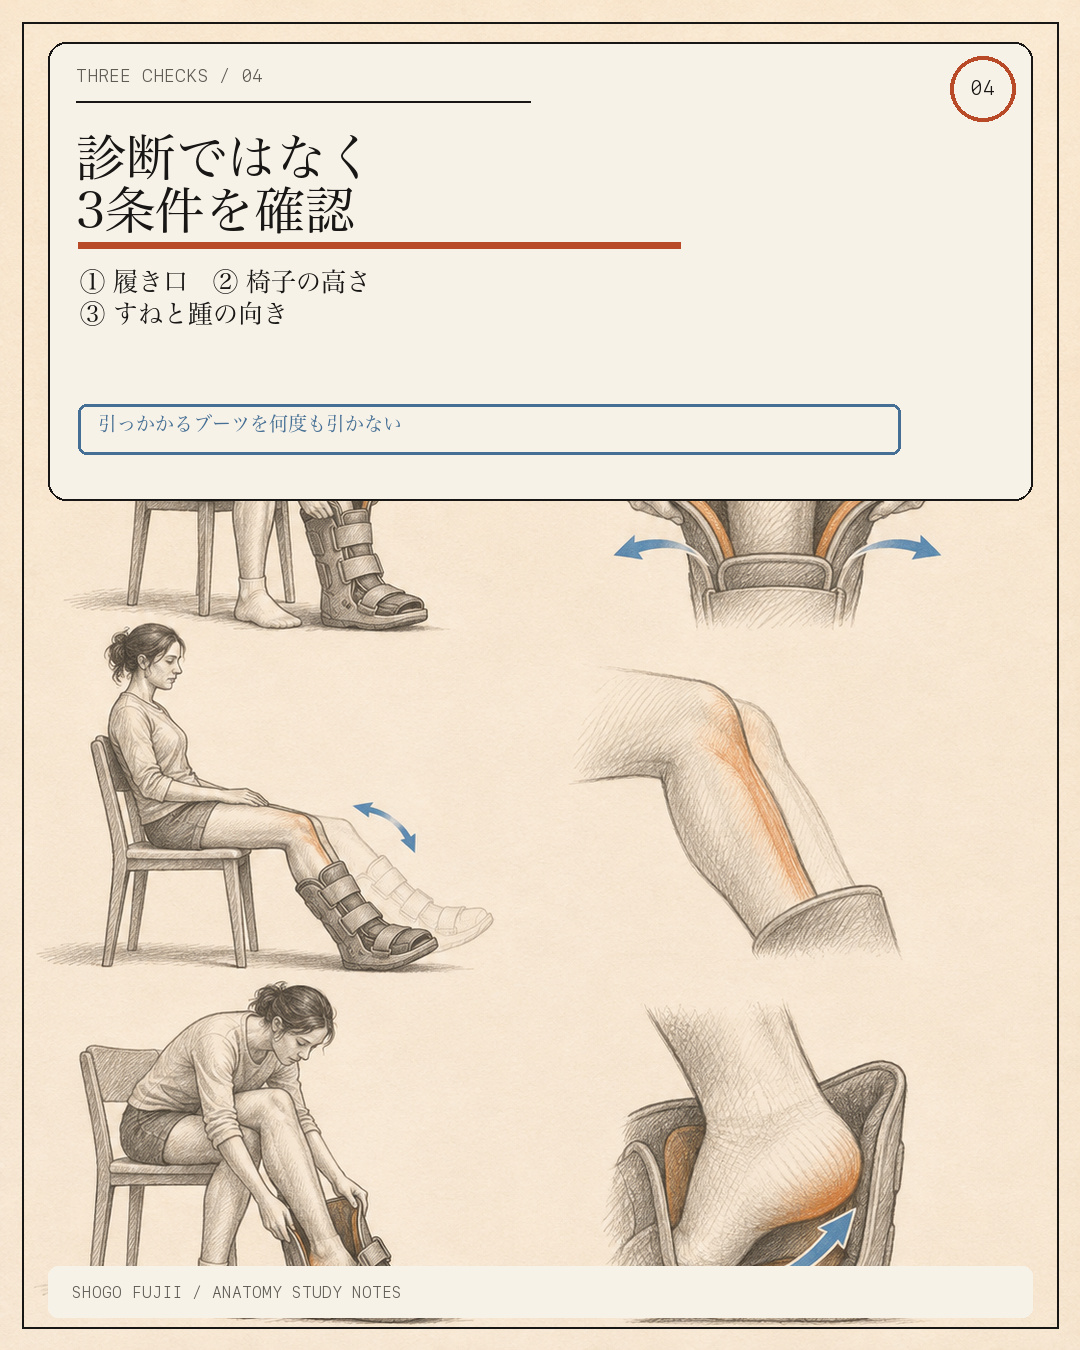 THREE CHECKS / 04
04
診断ではなく
3条件を確認
① 履き口　② 椅子の高さ
③ すねと踵の向き
引っかかるブーツを何度も引かない
SHOGO FUJII / ANATOMY STUDY NOTES